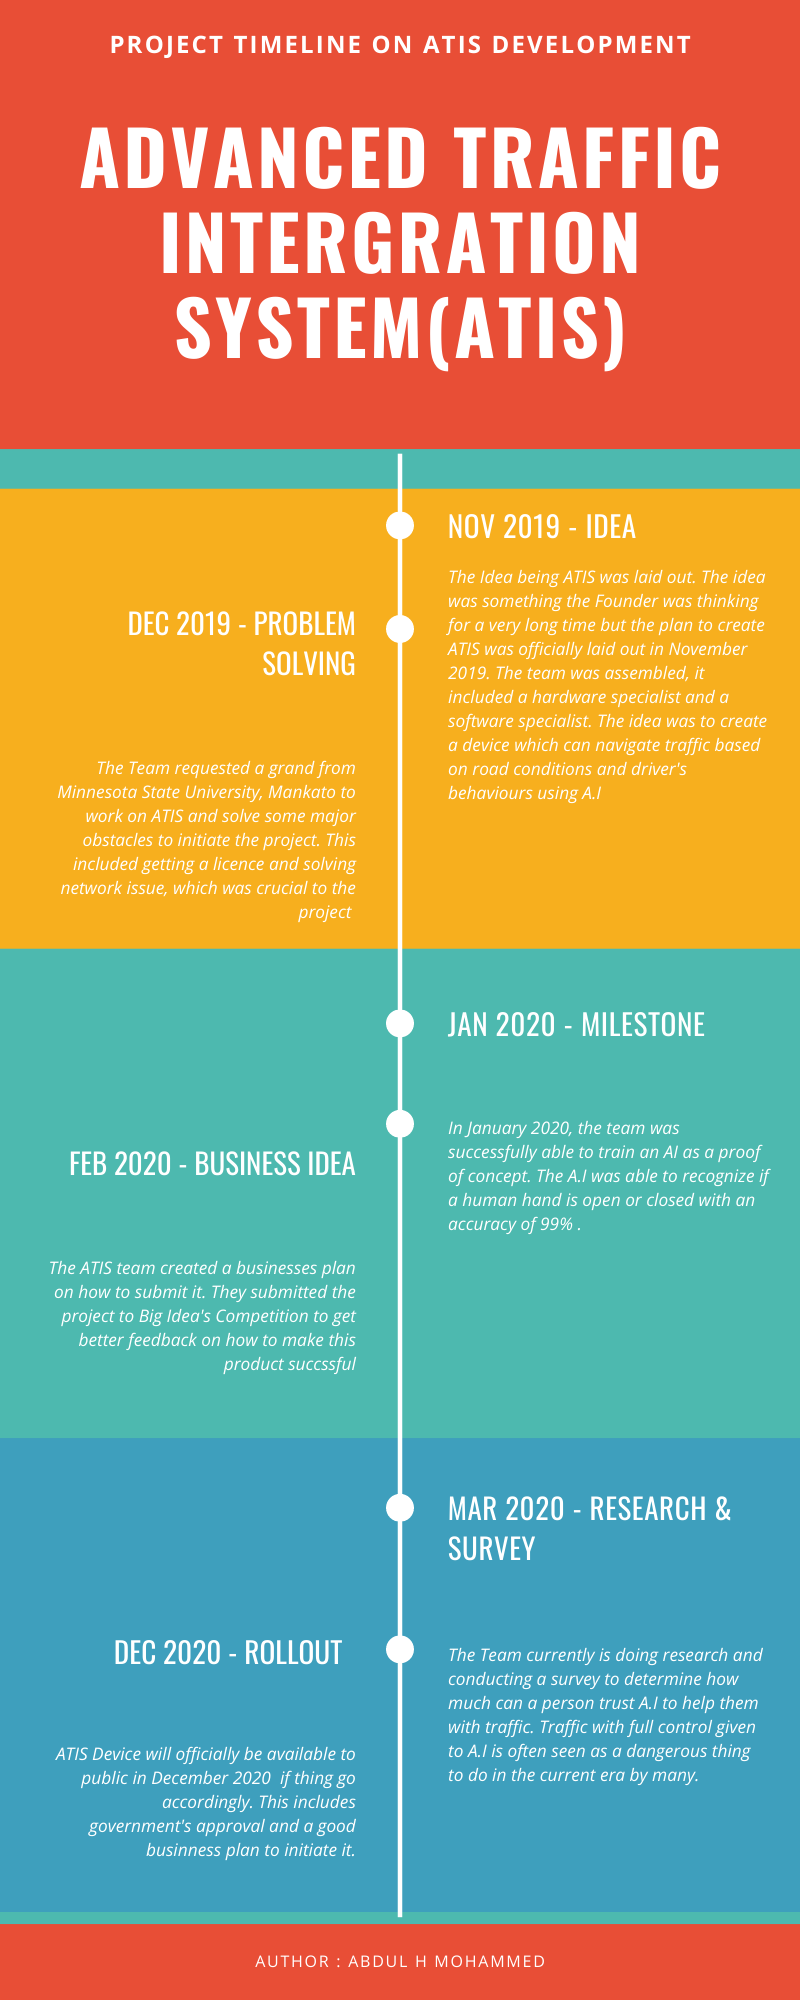 PROJECT TIMELINE ON ATIS DEVELOPMENT
ADVANCED TRAFFIC
INTERGRATION
SYSTEM(ATIS)
NOV 2019 - IDEA
The Idea being ATIS was laid out. The idea
was something the Founder was thinking
for a very long time but the plan to create
ATIS was officially laid out in November
2019. The team was assembled, it
included a hardware specialist and a
software specialist. The idea was to create
a device which can navigate traffic based
on road conditions and driver's
behaviours using A.I
DEC 2019 - PROBLEM
SOLVING
The Team requested a grand from
Minnesota State University, Mankato to
work on ATIS and solve some major
obstacles to initiate the project. This
included getting a licence and solving
network issue, which was crucial to the
project
JAN 2020 - MILESTONE
In January 2020, the team was
successfully able to train an AI as a proof
of concept. The A.I was able to recognize if
a human hand is open or closed with an
accuracy of 99% .
FEB 2020 - BUSINESS IDEA
The ATIS team created a businesses plan
on how to submit it. They submitted the
project to Big Idea's Competition to get
better feedback on how to make this
product succssful
MAR 2020 - RESEARCH &
SURVEY
The Team currently is doing research and
conducting a survey to determine how
much can a person trust A.I to help them
with traffic. Traffic with full control given
to A.I is often seen as a dangerous thing
to do in the current era by many.
DEC 2020 - ROLLOUT
ATIS Device will officially be available to
public in December 2020  if thing go
accordingly. This includes
government's approval and a good
businness plan to initiate it.
AUTHOR : ABDUL H MOHAMMED